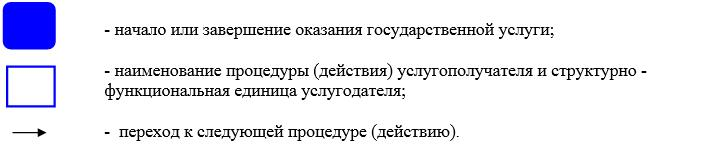 - начало или завершение оказания государственной услуги;
- наименование процедуры (действия) услугополучателя и структурно -
функциональная единица услугодателя;
- переход к следующей процедуре (действию).